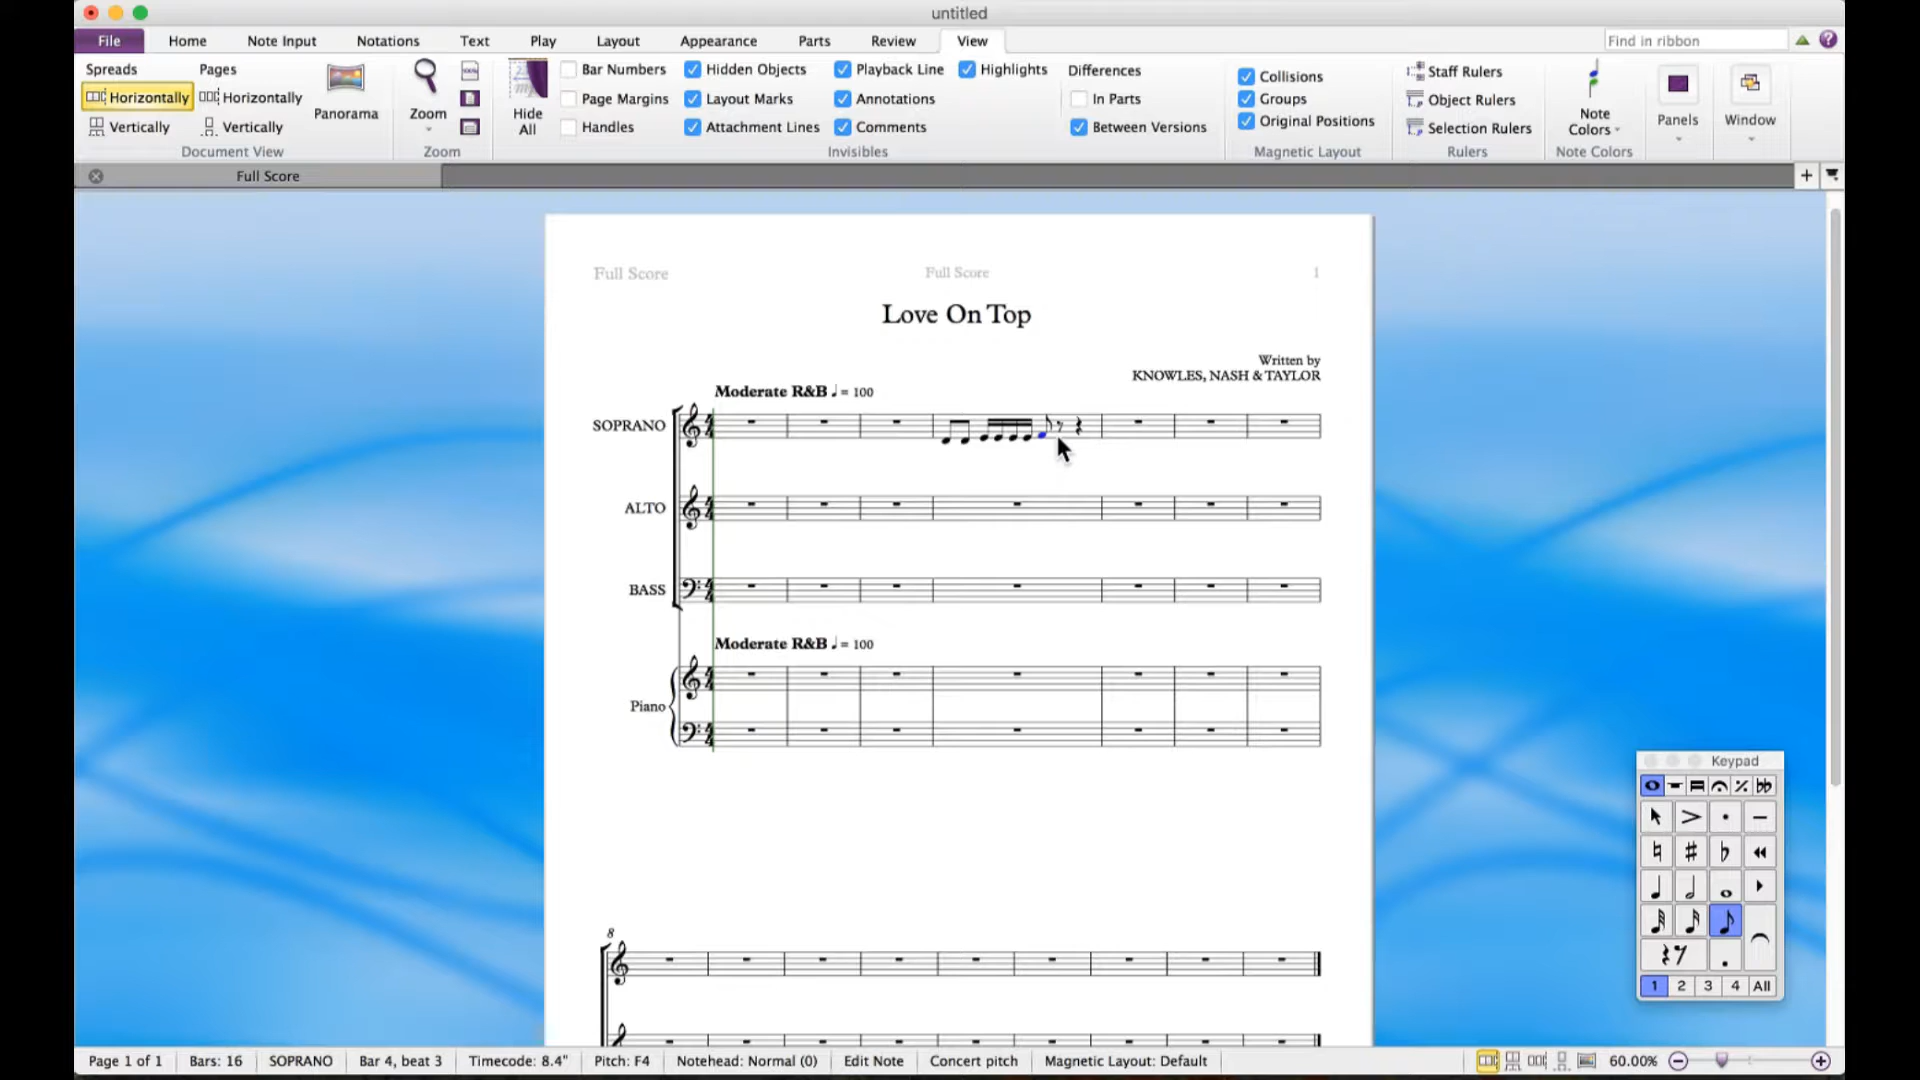 untitled
File Home Note Input Notations Text Play Layout Appearance Parts Review View Find in ribbon
Spreads Pages
Horizontally Horizontally
Vertically Vertically
Document View
Panorama
Zoom
Zoom
100%
Hide All
Bar Numbers Hidden Objects Playback Line Highlights
Page Margins Layout Marks Annotations
Handles Attachment Lines Comments
Invisibles
Differences
In Parts
Between Versions
Collisions
Groups
Original Positions
Magnetic Layout
Staff Rulers
Object Rulers
Selection Rulers
Rulers
Note Colors
Note Colors
Panels
Window
Full Score
Full Score Full Score 1
Love On Top
Written by
KNOWLES, NASH & TAYLOR
Moderate R&B ♩ = 100
SOPRANO
ALTO
BASS
Moderate R&B ♩ = 100
Piano
8
Keypad
1 2 3 4 All
Page 1 of 1 Bars: 16 SOPRANO Bar 4, beat 3 Timecode: 8.4" Pitch: F4 Notehead: Normal (0) Edit Note Concert pitch Magnetic Layout: Default 60.00%